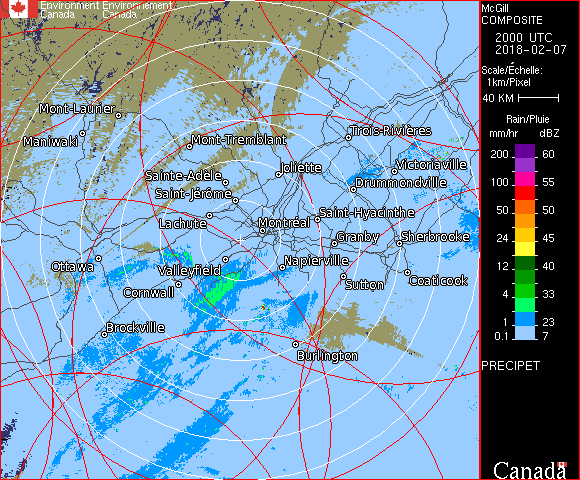 Environment Environnement
Canada Canada
McGill
COMPOSITE
2000 UTC
2018-02-07
Scale/Échelle:
1km/Pixel
40 KM
Rain/Pluie
mm/hr dBZ
200 60
100 55
50 50
24 45
12 40
4 33
1 23
0.1 7
PRECIPET
Canada
Mont-Laurier
Maniwaki
Mont-Tremblant
Trois-Rivières
Joliette
Victoriaville
Sainte-Adèle
Drummondville
Saint-Jérôme
Lachute
Montréal
Saint-Hyacinthe
Granby
Sherbrooke
Ottawa
Valleyfield
Napierville
Cornwall
Sutton
Coaticook
Brockville
Burlington